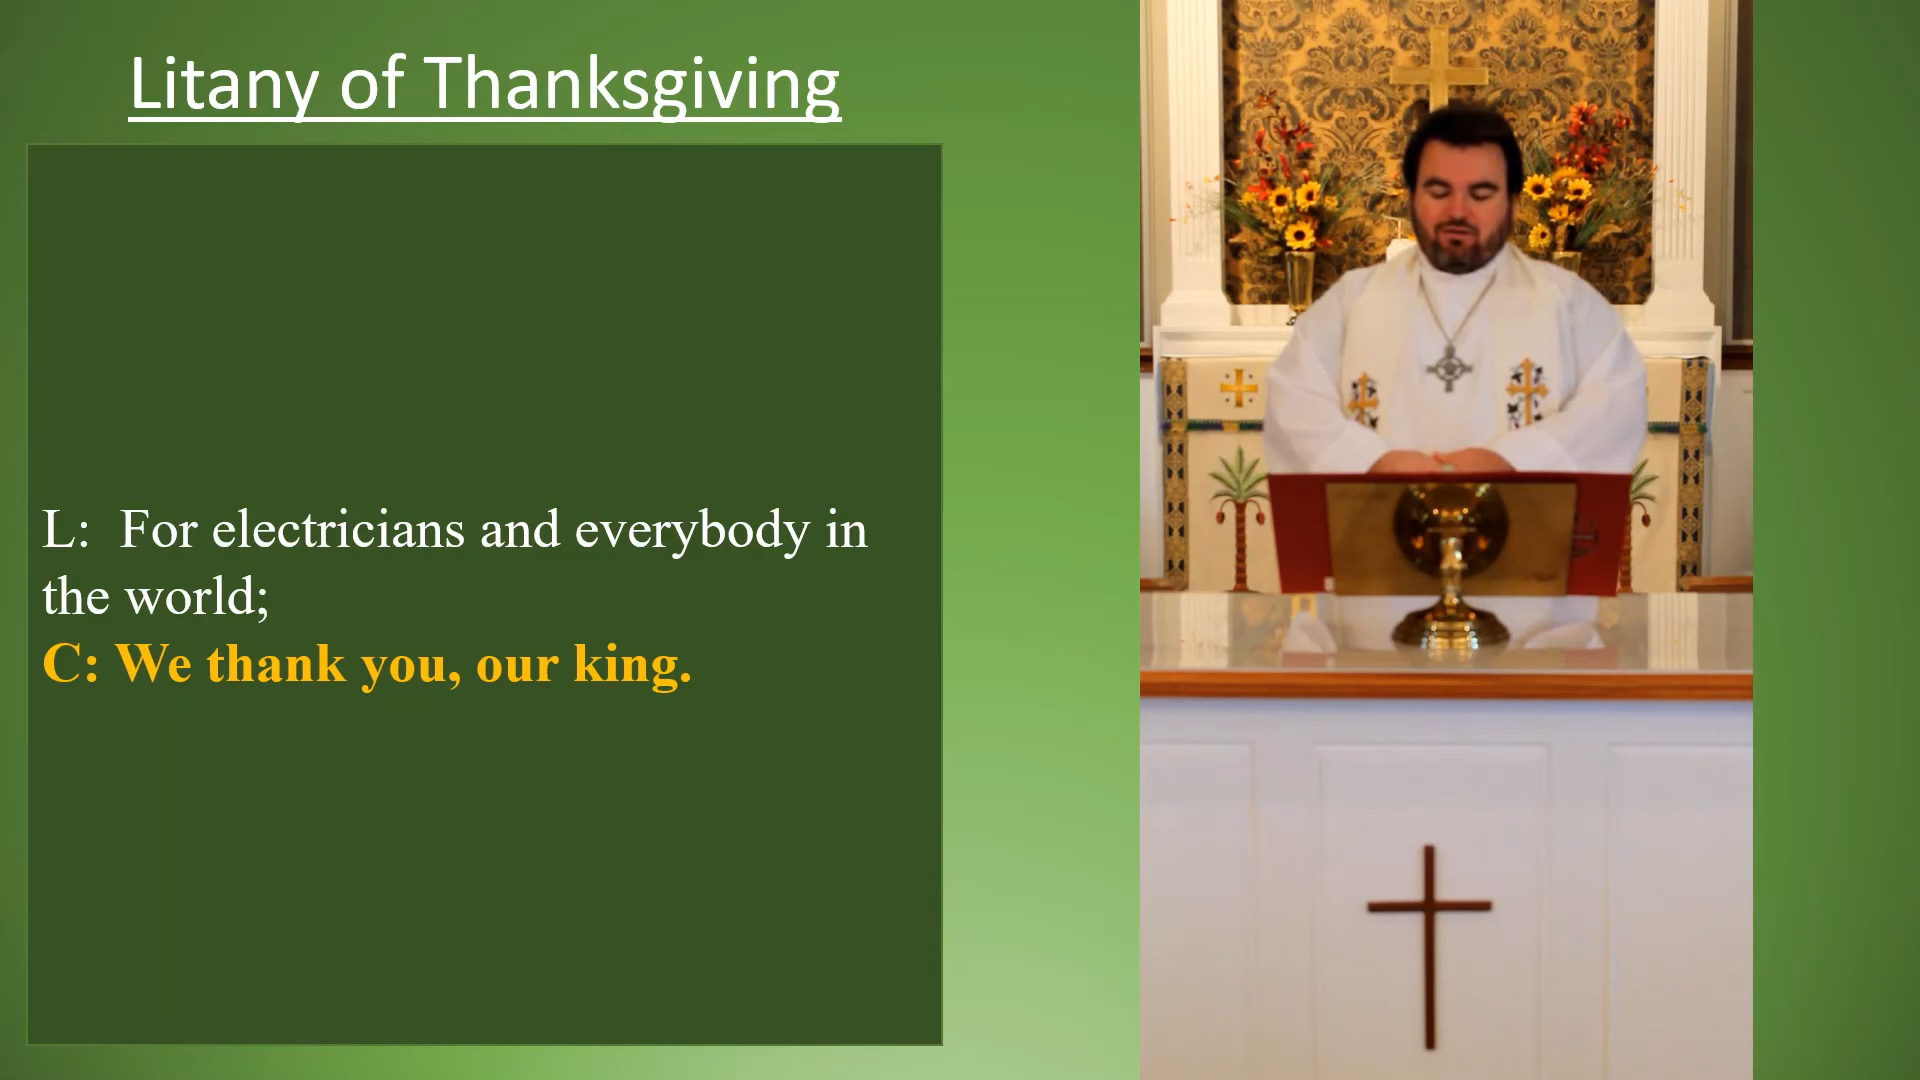 Litany of Thanksgiving
L:  For electricians and everybody in
the world;
C: We thank you, our king.